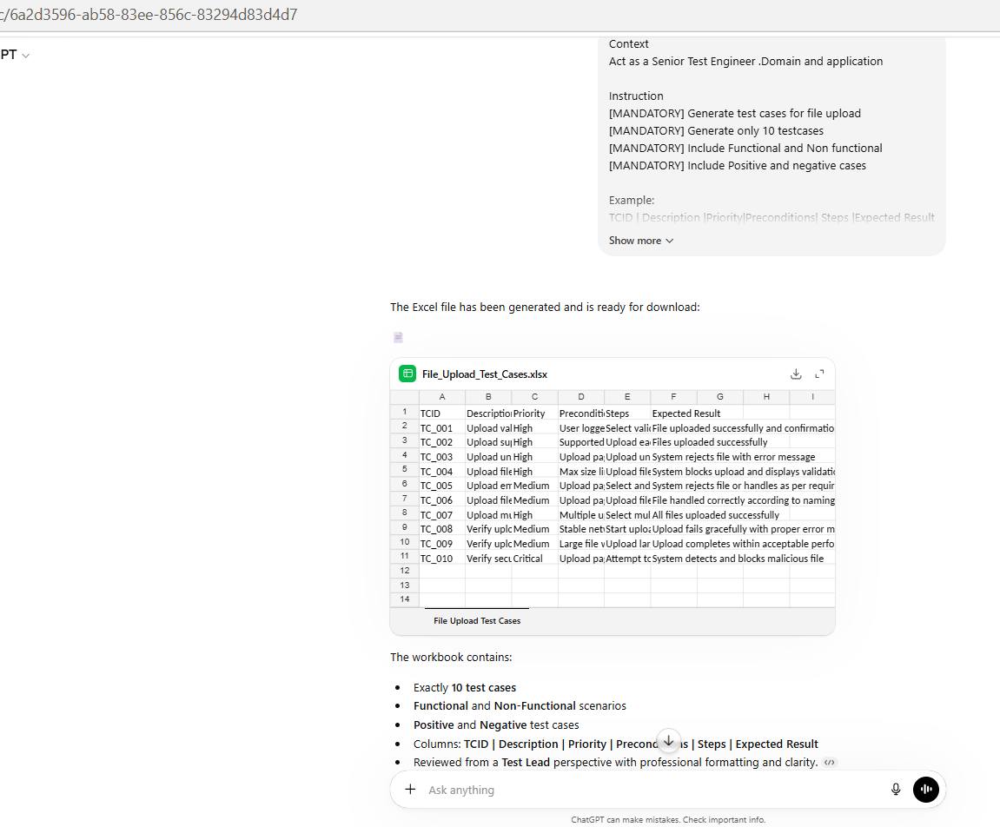 c/6a2d3596-ab58-83ee-856c-83294d83d4d7
PT
Context
Act as a Senior Test Engineer .Domain and application
Instruction
[MANDATORY] Generate test cases for file upload
[MANDATORY] Generate only 10 testcases
[MANDATORY] Include Functional and Non functional
[MANDATORY] Include Positive and negative cases
Example:
TCID | Description |Priority|Preconditions| Steps |Expected Result
Show more
The Excel file has been generated and is ready for download:
File_Upload_Test_Cases.xlsx
A B C D E F G H I
1 TCID Descriptio Priority Preconditi Steps Expected Result
2 TC_001 Upload val High User logge Select vali File uploaded successfully and confirmatio
3 TC_002 Upload su High Supported Upload ea Files uploaded successfully
4 TC_003 Upload un High Upload pa Upload un System rejects file with error message
5 TC_004 Upload file High Max size li Upload file System blocks upload and displays validati
6 TC_005 Upload em Medium Upload pa Select and System rejects file or handles as per requir
7 TC_006 Upload file Medium Upload pa Upload file File handled correctly according to naming
8 TC_007 Upload mu High Multiple u Select mul All files uploaded successfully
9 TC_008 Verify uplo Medium Stable net Start uploa Upload fails gracefully with proper error m
10 TC_009 Verify uplo Medium Large file v Upload lar Upload completes within acceptable perfo
11 TC_010 Verify secu Critical Upload pa Attempt to System detects and blocks malicious file
12
13
14
File Upload Test Cases
The workbook contains:
• Exactly 10 test cases
• Functional and Non-Functional scenarios
• Positive and Negative test cases
• Columns: TCID | Description | Priority | Precond s | Steps | Expected Result
• Reviewed from a Test Lead perspective with professional formatting and clarity.
Ask anything
ChatGPT can make mistakes. Check important info.